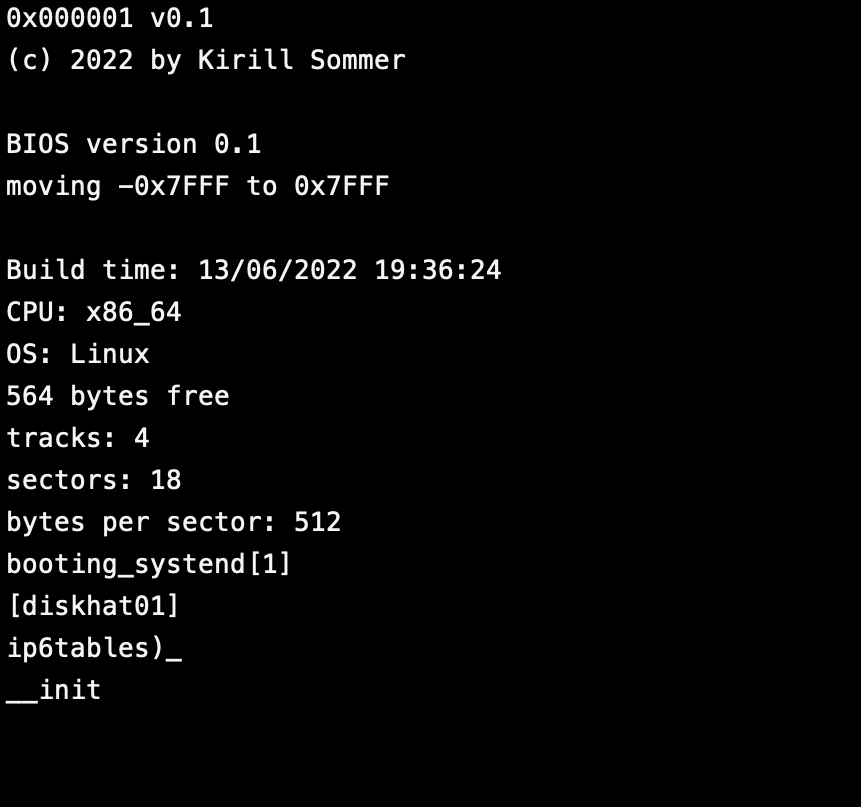 0x000001 v0.1
(c) 2022 by Kirill Sommer
BIOS version 0.1
moving -0x7FFF to 0x7FFF
Build time: 13/06/2022 19:36:24
CPU: x86_64
OS: Linux
564 bytes free
tracks: 4
sectors: 18
bytes per sector: 512
booting_systend[1]
[diskhat01]
ip6tables)_
__init